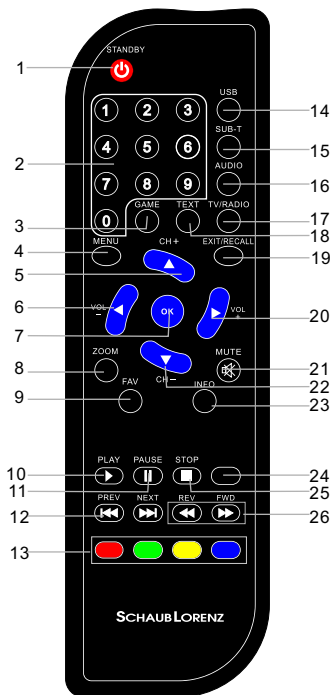 STANDBY
1
USB
1 2 3
14
SUB-T
4 5 6
2
15
AUDIO
7 8 9
16
GAME TEXT TV/RADIO
3
0
17
18
MENU
CH+
EXIT/RECALL
4
19
5
6
VOL
-
OK
VOL
+
20
7
ZOOM
MUTE
8
21
CH-
22
FAV
INFO
9
23
PLAY PAUSE STOP
10
24
11
25
PREV NEXT REV FWD
12
26
13
SCHAUB LORENZ